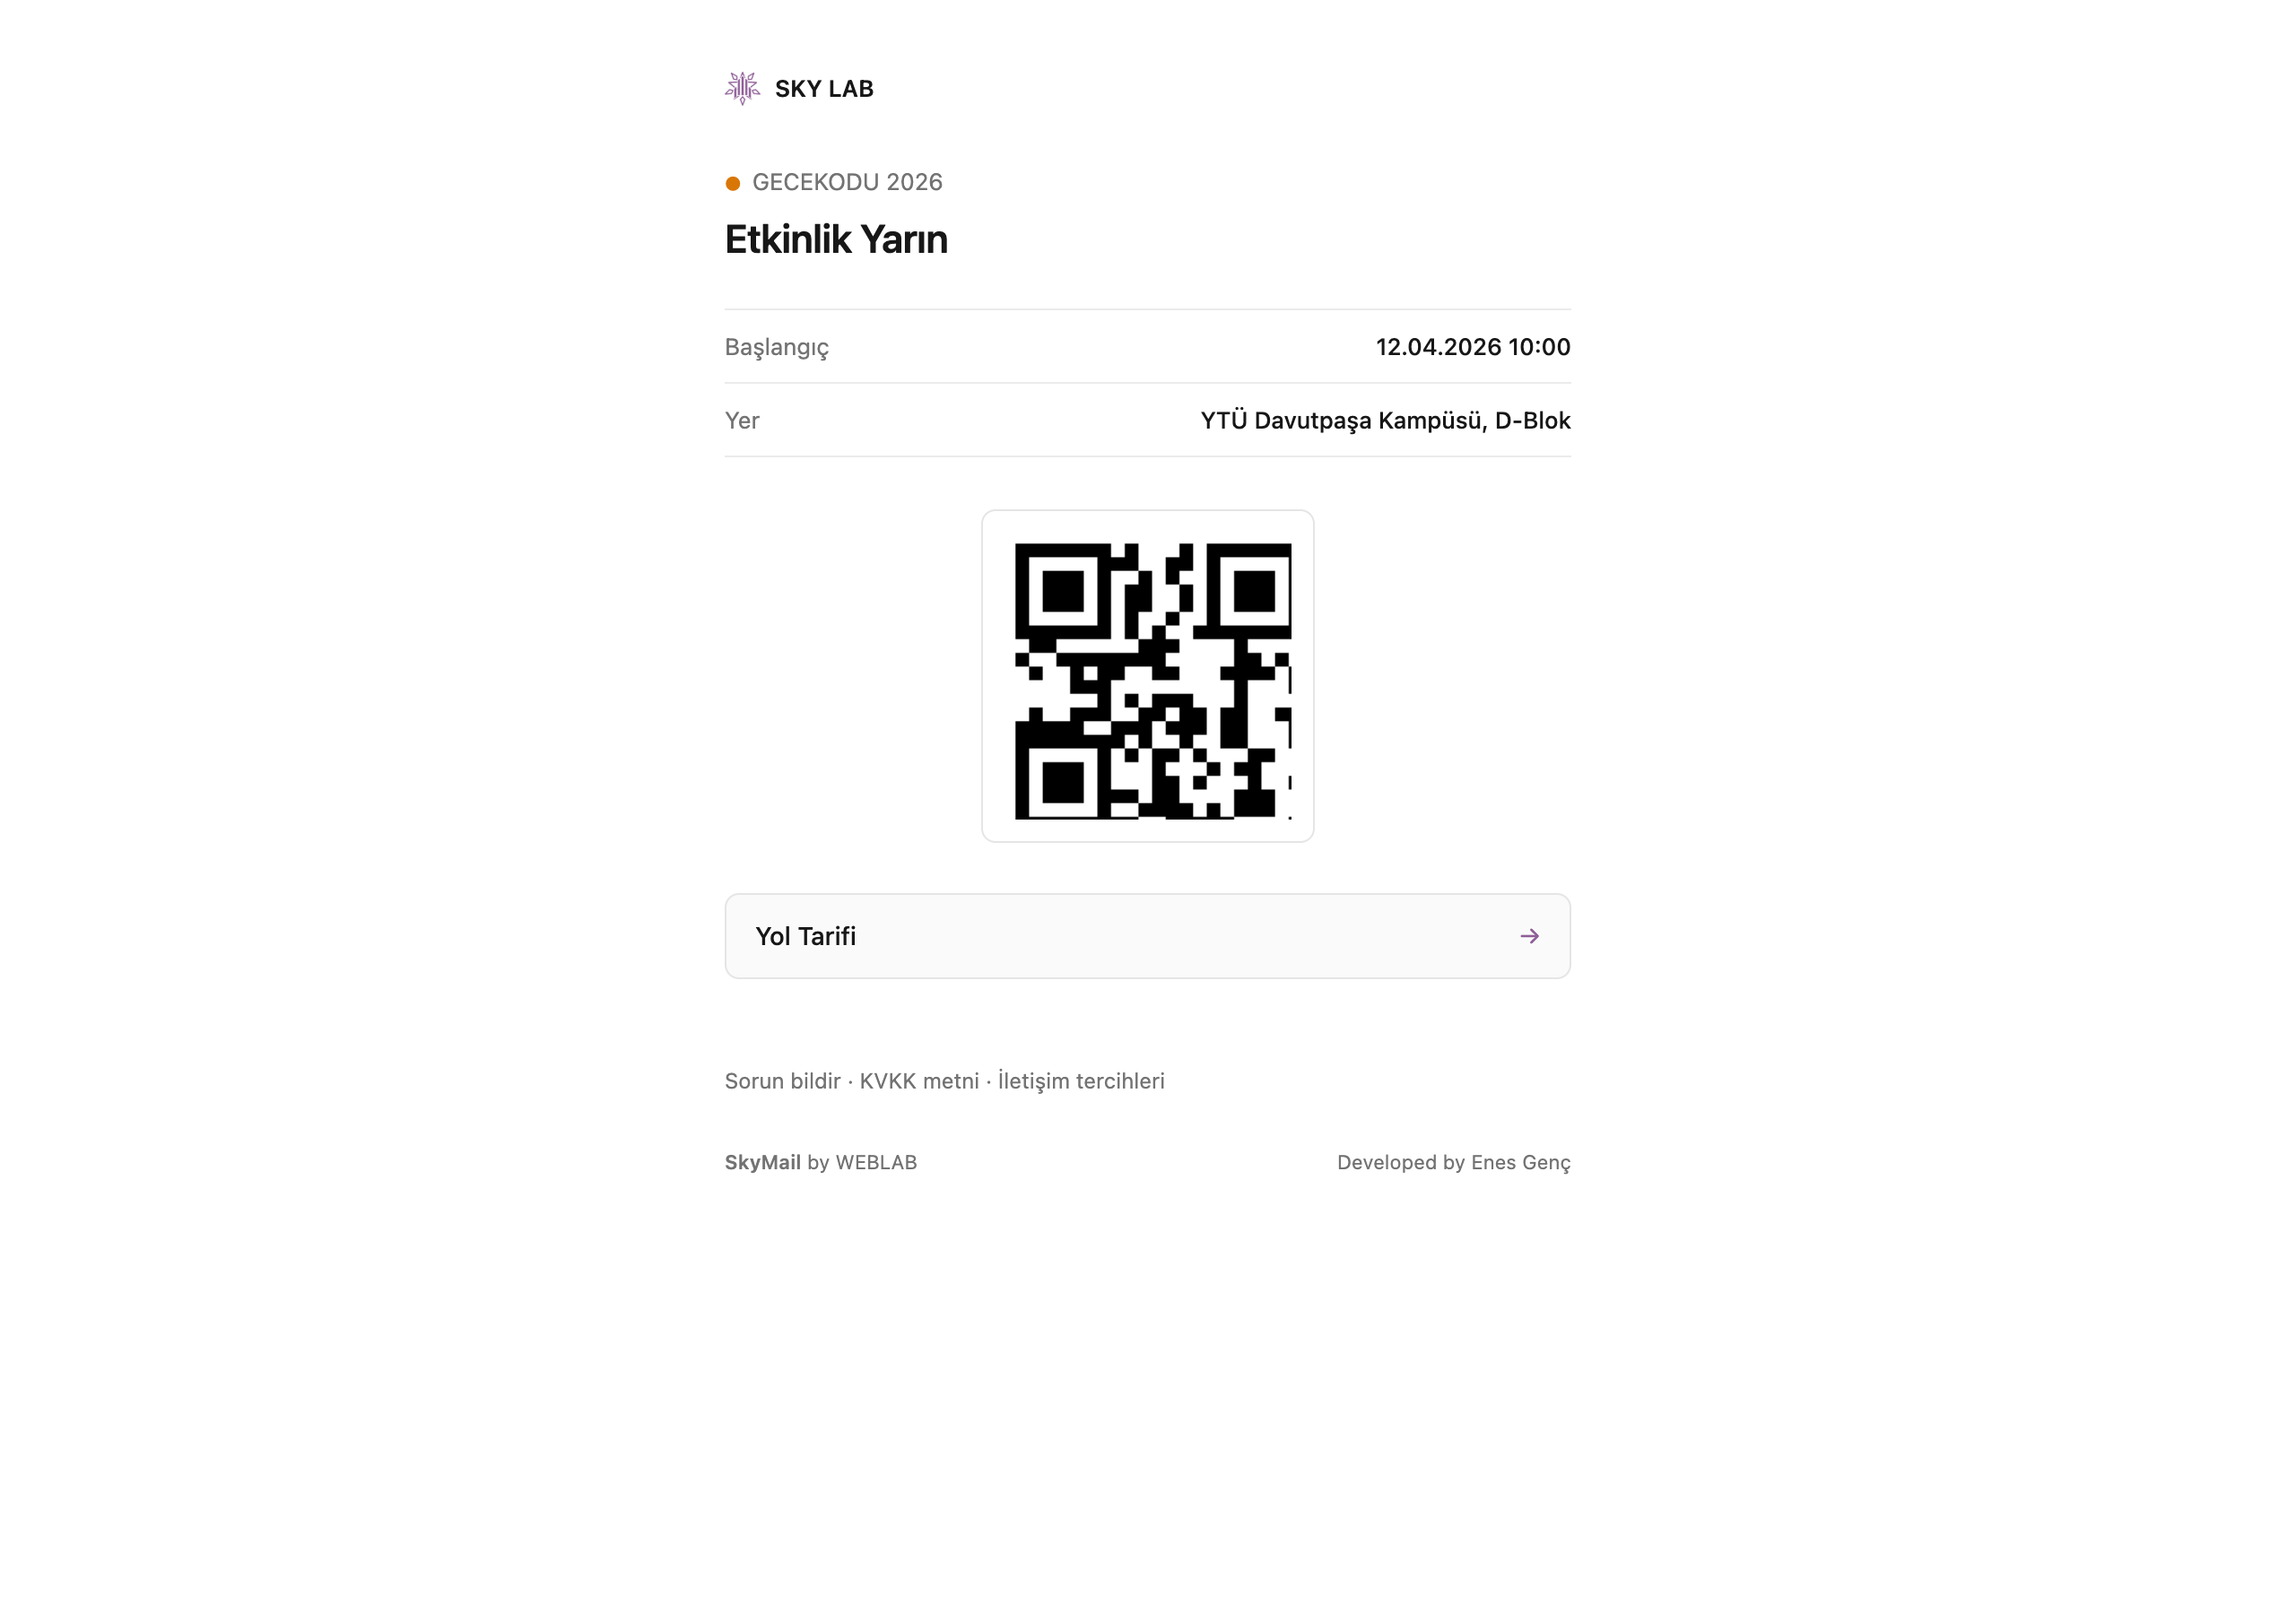 SKY LAB
GECEKODU 2026
Etkinlik Yarın
Başlangıç 12.04.2026 10:00
Yer YTÜ Davutpaşa Kampüsü, D-Blok
Yol Tarifi →
Sorun bildir · KVKK metni · İletişim tercihleri
SkyMail by WEBLAB Developed by Enes Genç